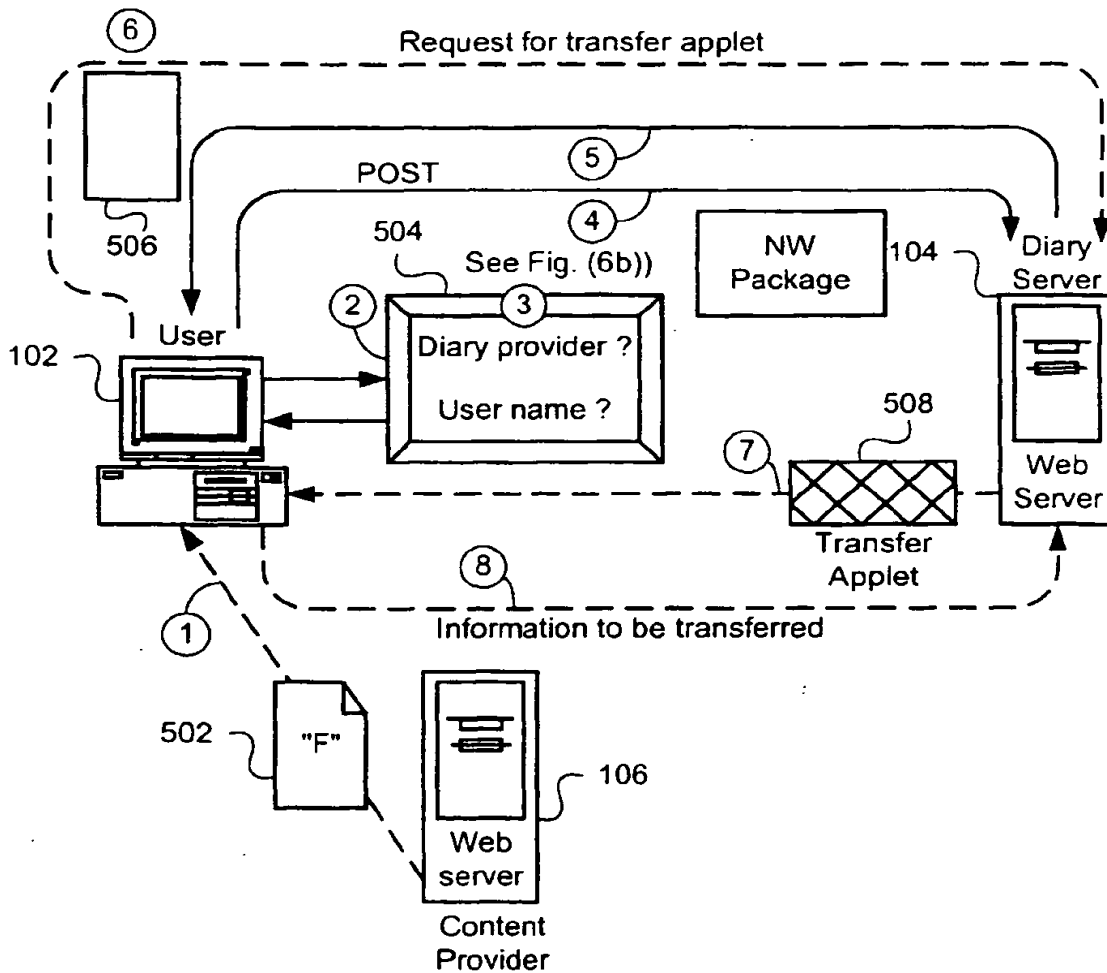 6
Request for transfer applet
5
POST
4
506
504
See Fig. (6b))
NW
Package
104
Diary
Server
2
3
User
102
Diary provider ?
User name ?
508
7
Web
Server
Transfer
Applet
8
Information to be transferred
1
502
"F"
106
Web
server
Content
Provider